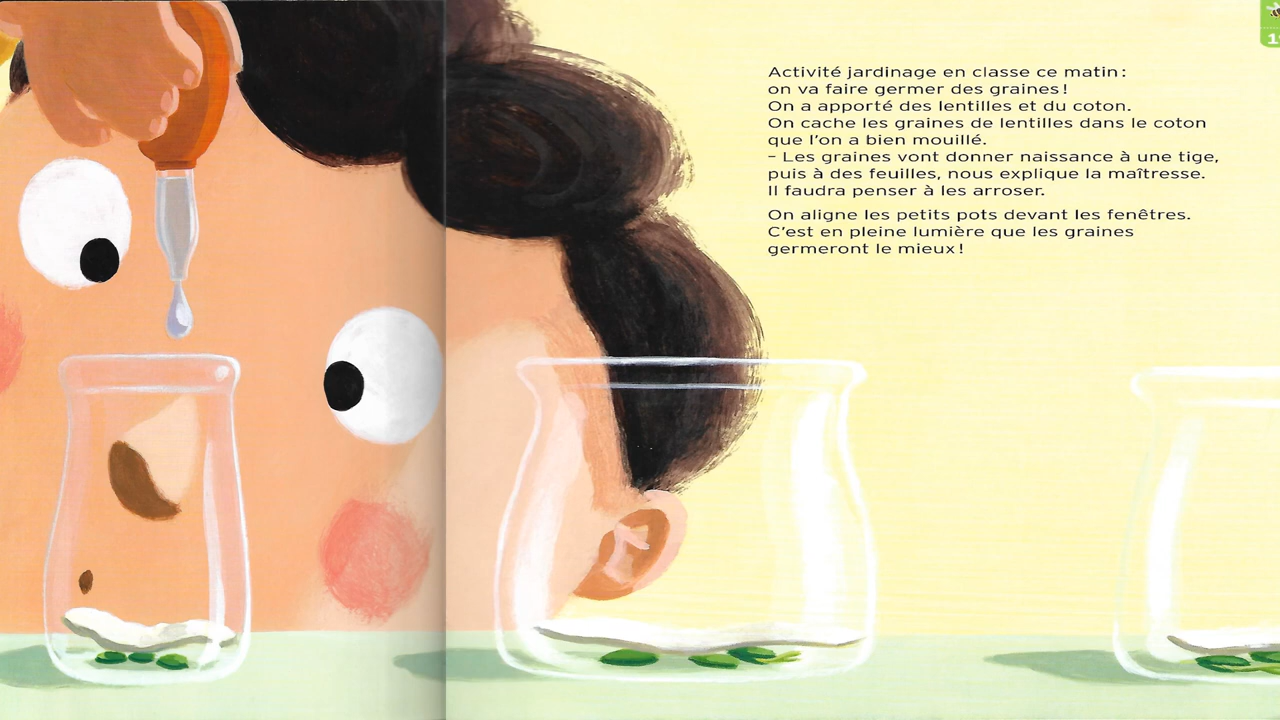 Activité jardinage en classe ce matin :
on va faire germer des graines !
On a apporté des lentilles et du coton.
On cache les graines de lentilles dans le coton
que l'on a bien mouillé.
– Les graines vont donner naissance à une tige,
puis à des feuilles, nous explique la maîtresse.
Il faudra penser à les arroser.
On aligne les petits pots devant les fenêtres.
C'est en pleine lumière que les graines
germeront le mieux !